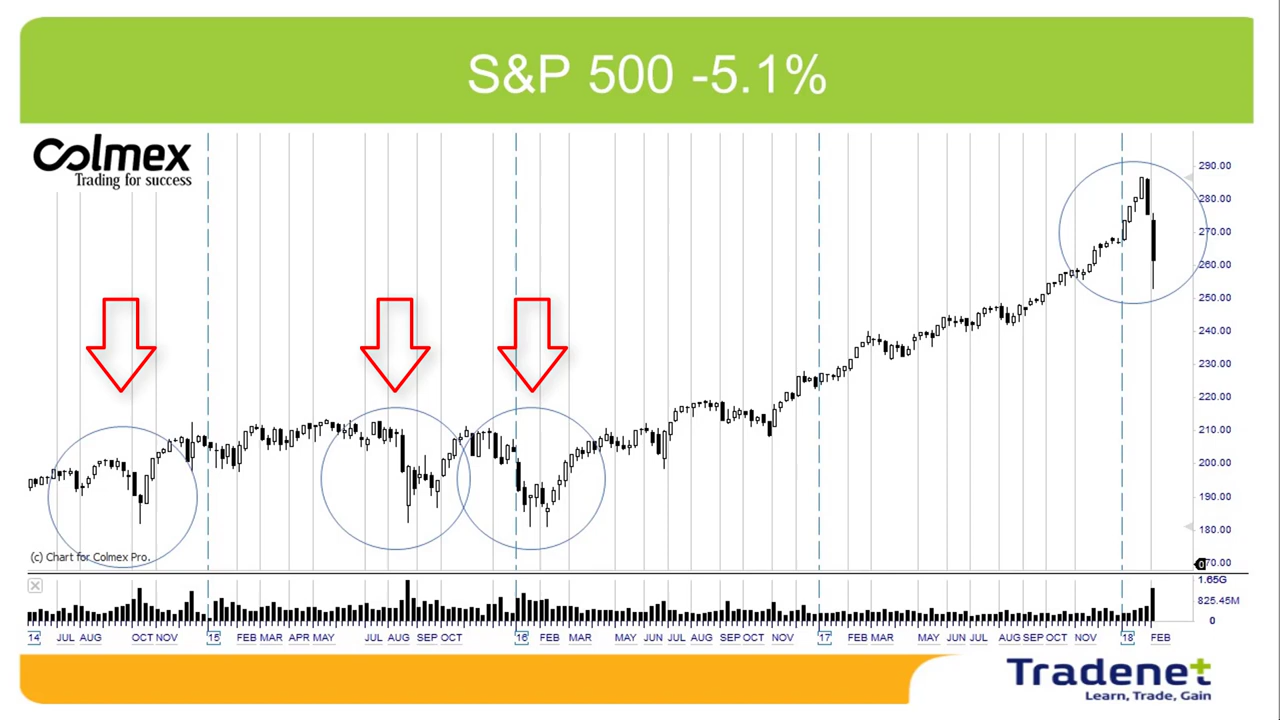 S&P 500 -5.1%
Colmex
Trading for success
290.00
280.00
270.00
260.00
250.00
240.00
230.00
220.00
210.00
200.00
190.00
180.00
(c) Chart for Colmex Pro.
0 70.00
1.65G
825.45M
0
14 JUL AUG OCT NOV 15 FEB MAR APR MAY JUL AUG SEP OCT 16 FEB MAR MAY JUN JUL AUG SEP OCT NOV 17 FEB MAR MAY JUN JUL AUG SEP OCT NOV 18 FEB
Tradenet
Learn, Trade, Gain